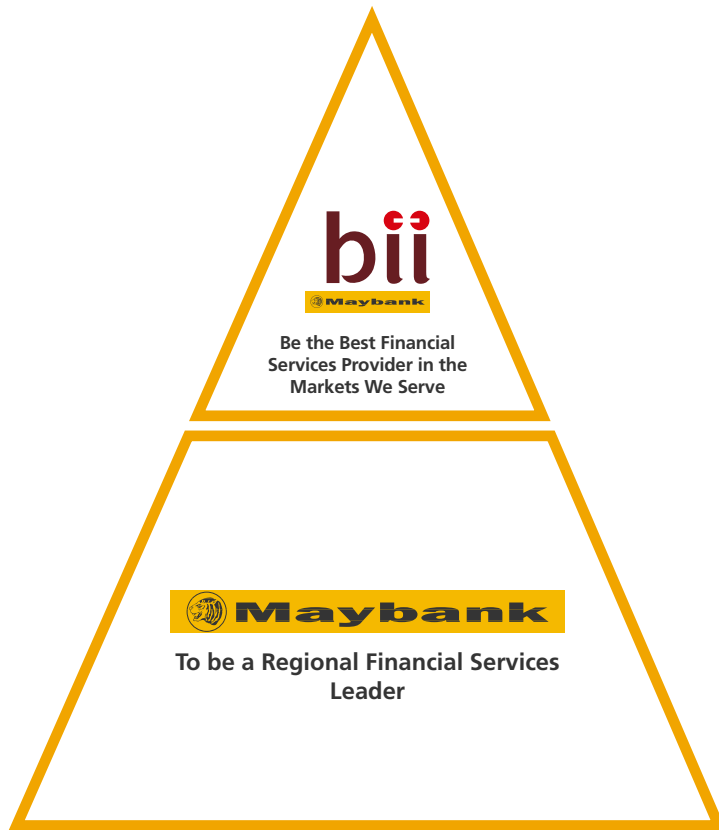 bii
Maybank
Be the Best Financial
Services Provider in the
Markets We Serve
Maybank
To be a Regional Financial Services
Leader